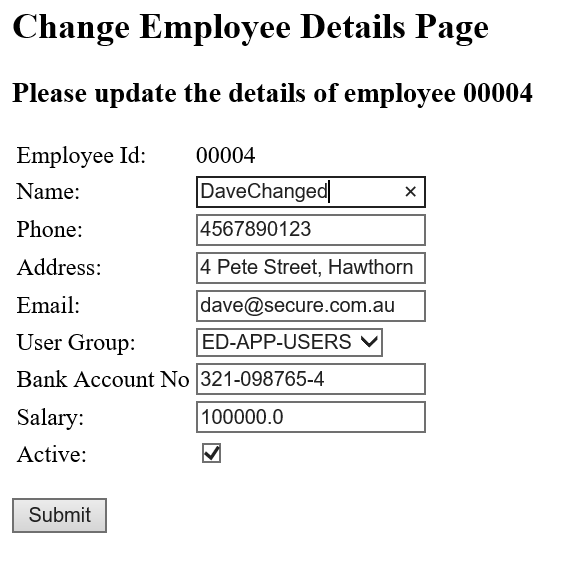 Change Employee Details Page
Please update the details of employee 00004
Employee Id: 00004
Name: DaveChanged ×
Phone: 4567890123
Address: 4 Pete Street, Hawthorn
Email: dave@secure.com.au
User Group: ED-APP-USERS
Bank Account No 321-098765-4
Salary: 100000.0
Active:
Submit